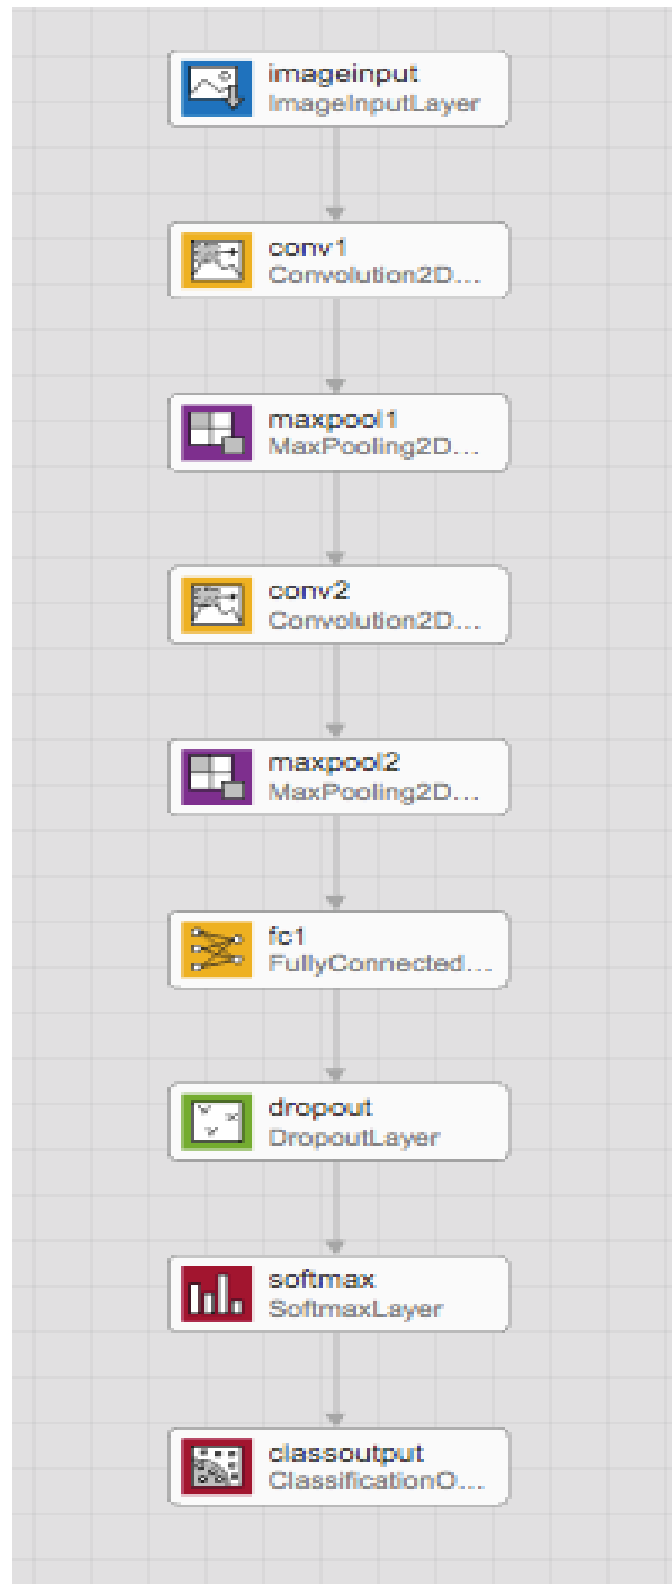 imageinput
ImageInputLayer
conv1
Convolution2D...
maxpool1
MaxPooling2D...
conv2
Convolution2D...
maxpool2
MaxPooling2D...
fc1
FullyConnected...
dropout
DropoutLayer
softmax
SoftmaxLayer
classoutput
ClassificationO...